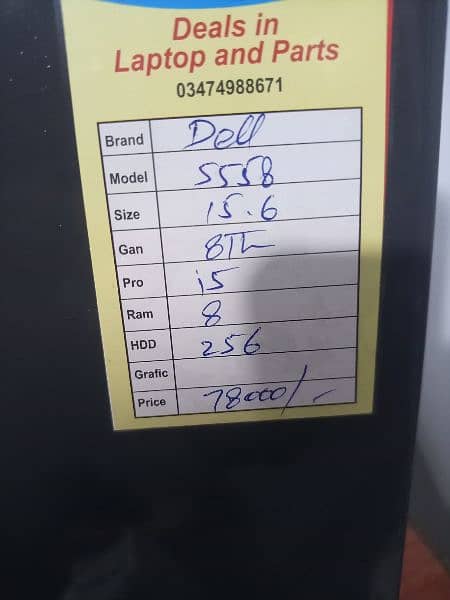 Deals in
Laptop and Parts
03474988671
Brand Dell
Model 5558
Size 15.6
Gan 8Th
Pro i5
Ram 8
HDD 256
Grafic
Price 78000/-